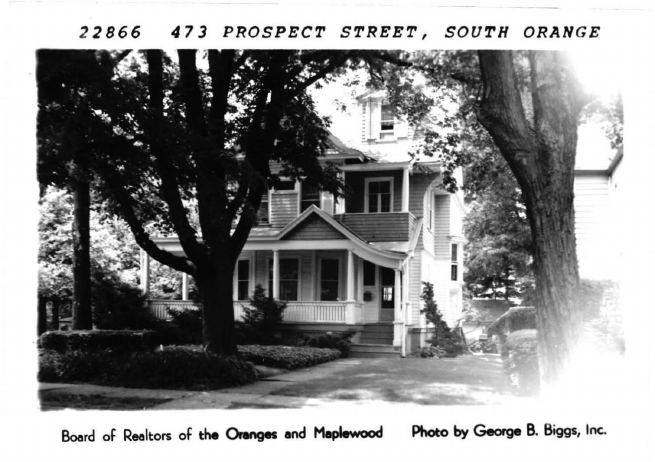 22866 473 PROSPECT STREET, SOUTH ORANGE
Board of Realtors of the Oranges and Maplewood Photo by George B. Biggs, Inc.